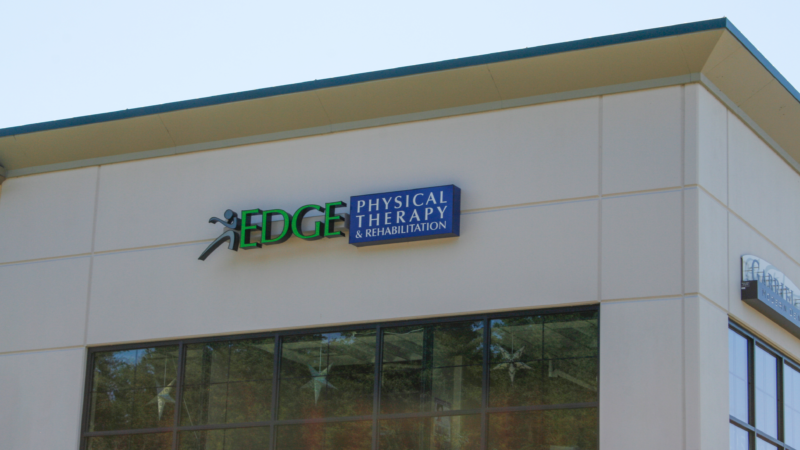 EDGE
PHYSICAL
THERAPY
& REHABILITATION